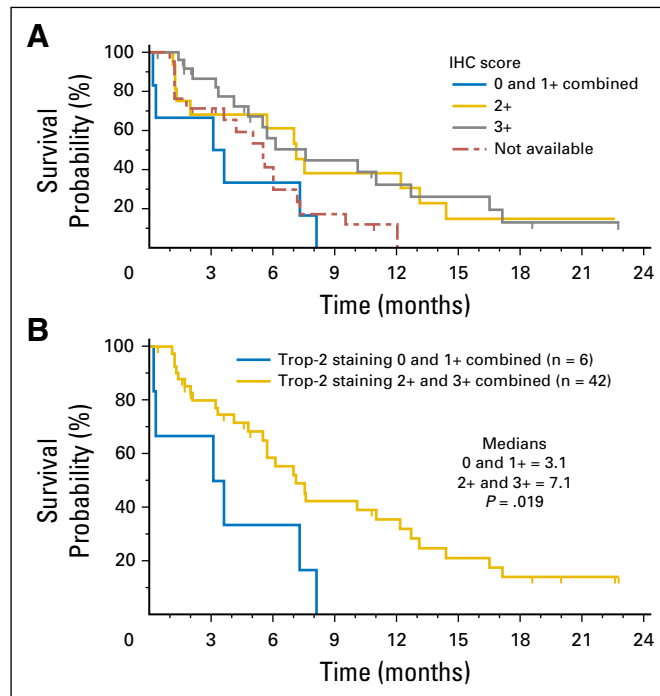 A
100
80
60
40
20
Survival
Probability (%)
IHC score
0 and 1+ combined
2+
3+
Not available
0 3 6 9 12 15 18 21 24
Time (months)
B
100
80
60
40
20
Survival
Probability (%)
Trop-2 staining 0 and 1+ combined (n = 6)
Trop-2 staining 2+ and 3+ combined (n = 42)
Medians
0 and 1+ = 3.1
2+ and 3+ = 7.1
P = .019
0 3 6 9 12 15 18 21 24
Time (months)